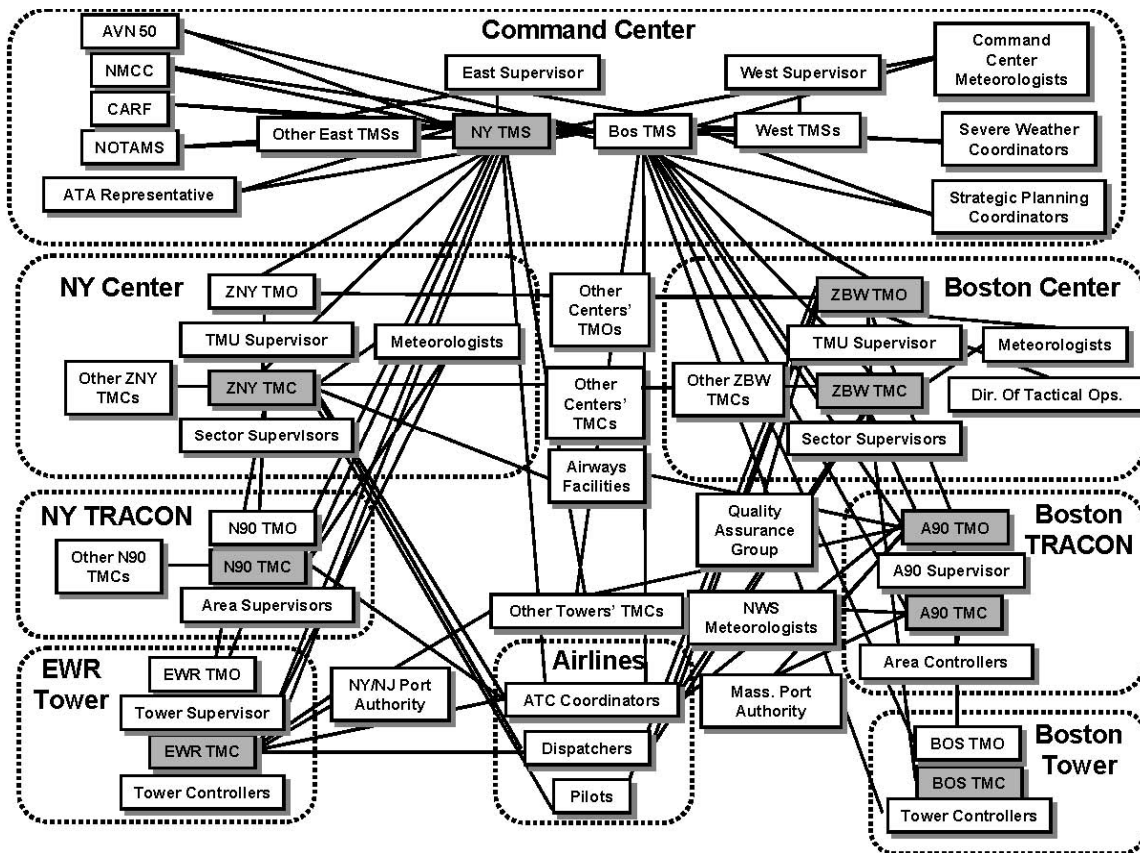 Command Center
AVN 50
NMCC
CARF
NOTAMS
ATA Representative
East Supervisor
West Supervisor
Other East TMSs
NY TMS
Bos TMS
West TMSs
Command
Center
Meteorologists
Severe Weather
Coordinators
Strategic Planning
Coordinators
NY Center
ZNY TMO
TMU Supervisor
Meteorologists
Other ZNY
TMCs
ZNY TMC
Sector Supervisors
Other
Centers'
TMOs
Other
Centers'
TMCs
Airways
Facilities
Boston Center
ZBW TMO
TMU Supervisor
Meteorologists
Other ZBW
TMCs
ZBW TMC
Dir. Of Tactical Ops.
Sector Supervisors
NY TRACON
N90 TMO
Other N90
TMCs
N90 TMC
Area Supervisors
Quality
Assurance
Group
Boston
TRACON
A90 TMO
A90 Supervisor
A90 TMC
Area Controllers
Other Towers' TMCs
NWS
Meteorologists
EWR
Tower
EWR TMO
Tower Supervisor
EWR TMC
Tower Controllers
NY/NJ Port
Authority
Airlines
ATC Coordinators
Dispatchers
Pilots
Mass. Port
Authority
Boston
Tower
BOS TMO
BOS TMC
Tower Controllers